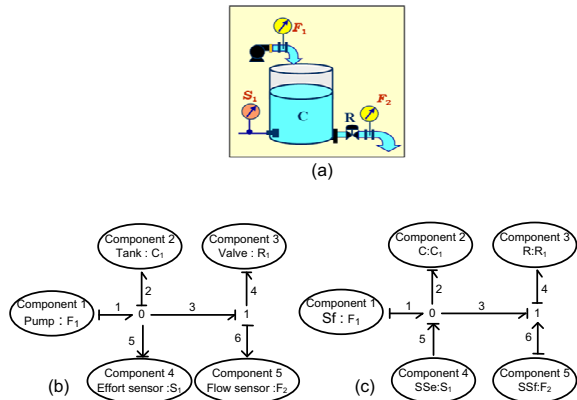 F₁
S₁
C
R
F₂
(a)
Component 2
Tank : C₁
Component 3
Valve : R₁
Component 1
Pump : F₁
1
2
0
3
1
4
5
6
Component 4
Effort sensor :S₁
Component 5
Flow sensor :F₂
(b)
Component 2
C:C₁
Component 3
R:R₁
Component 1
Sf : F₁
1
2
0
3
1
4
5
6
Component 4
SSe:S₁
Component 5
SSf:F₂
(c)